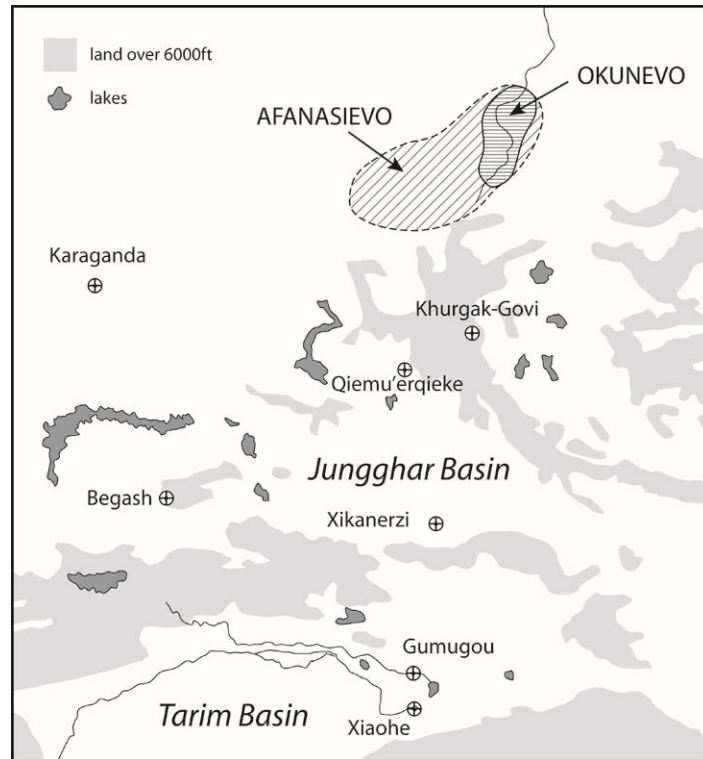 land over 6000ft
lakes
OKUNEVO
AFANASIEVO
Karaganda
Khurgak-Govi
Qiemu'erqieke
Jungghar Basin
Begash
Xikanerzi
Gumugou
Tarim Basin
Xiaohe